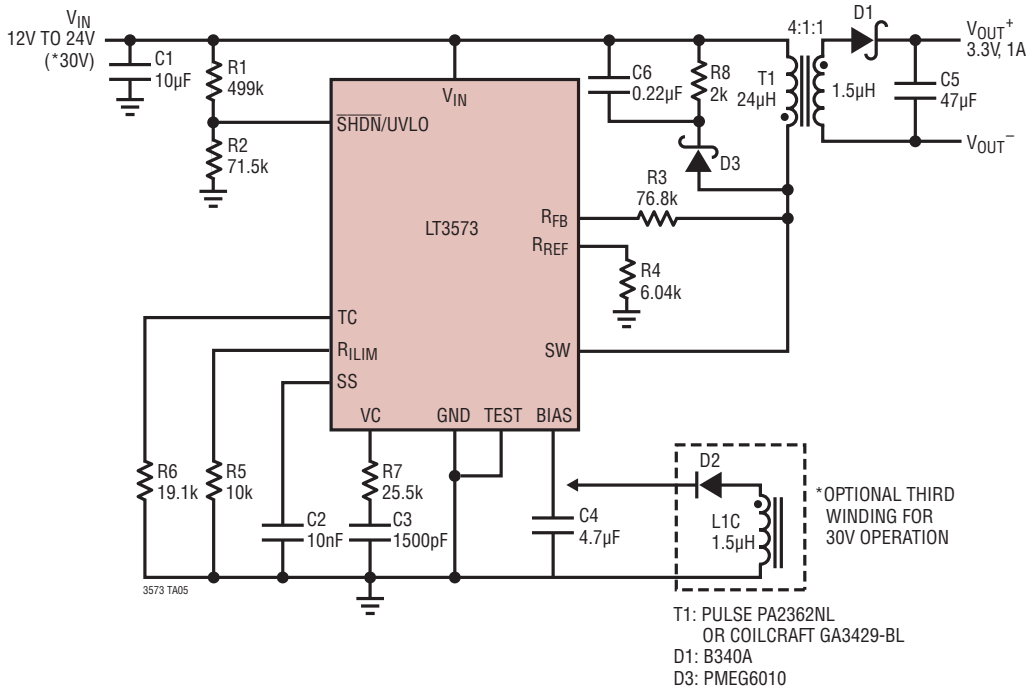 VIN
12V TO 24V
(*30V)
C1
10µF
R1
499k
R2
71.5k
VIN
SHDN/UVLO
LT3573
RFB
RREF
SW
TC
RILIM
SS
VC
GND
TEST
BIAS
C6
0.22µF
R8
2k
D3
R3
76.8k
R4
6.04k
4:1:1
T1
24µH
1.5µH
D1
C5
47µF
VOUT+
3.3V, 1A
VOUT–
R6
19.1k
R5
10k
C2
10nF
R7
25.5k
C3
1500pF
C4
4.7µF
D2
L1C
1.5µH
*OPTIONAL THIRD
WINDING FOR
30V OPERATION
3573 TA05
T1: PULSE PA2362NL
OR COILCRAFT GA3429-BL
D1: B340A
D3: PMEG6010